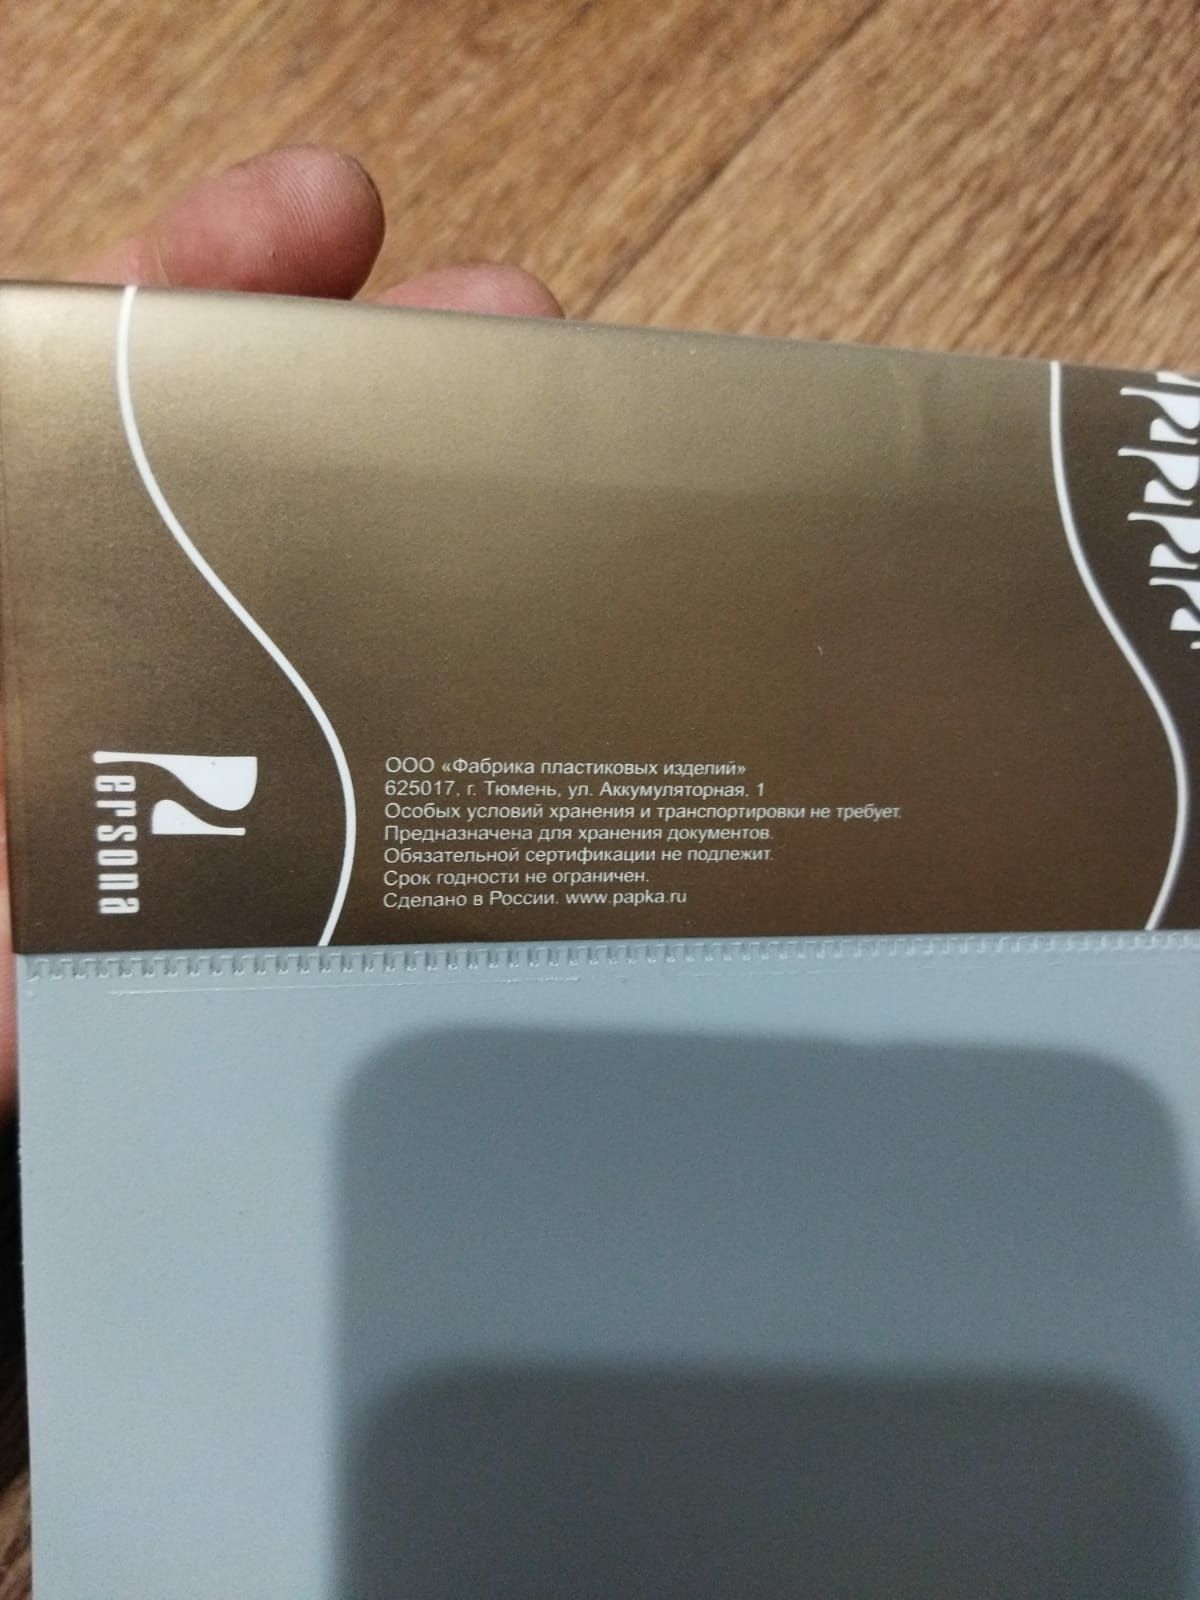 Persona
ООО «Фабрика пластиковых изделий»
625017, г. Тюмень, ул. Аккумуляторная, 1
Особых условий хранения и транспортировки не требует.
Предназначена для хранения документов.
Обязательной сертификации не подлежит.
Срок годности не ограничен.
Сделано в России. www.papka.ru